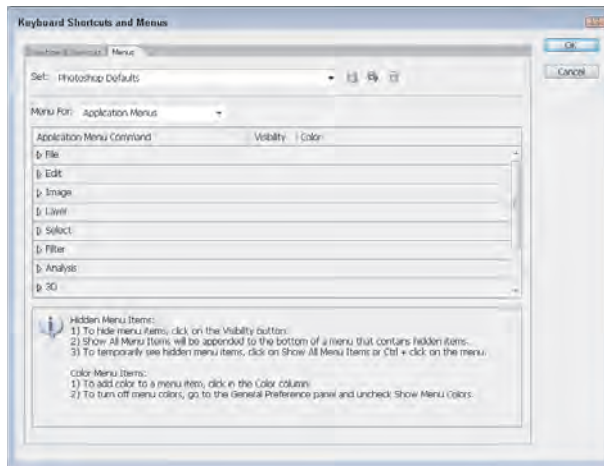 Keyboard Shortcuts and Menus
Menus
OK
Cancel
Set: Photoshop Defaults
Menu For: Application Menus
Application Menu Command Visibility Color
File
Edit
Image
Layer
Select
Filter
Analysis
3D
Hidden Menu Items:
1) To hide menu items, click on the Visibility button.
2) Show All Menu Items will be appended to the bottom of a menu that contains hidden items.
3) To temporarily see hidden menu items, click on Show All Menu Items or Ctrl + click on the menu.
Color Menu Items:
1) To add color to a menu item, click in the Color column.
2) To turn off menu colors, go to the General Preference panel and uncheck Show Menu Colors.